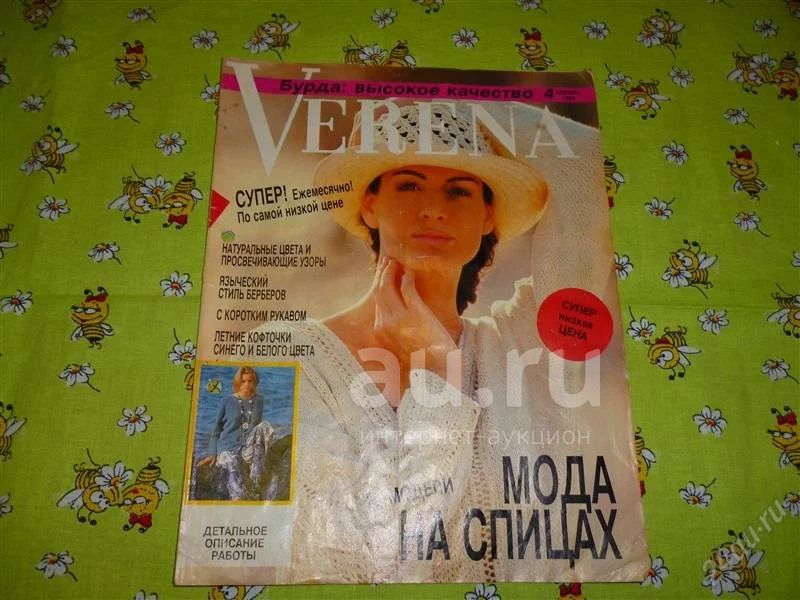 Бурда: высокое качество 4
VERENA
СУПЕР! Ежемесячно!
По самой низкой цене
НАТУРАЛЬНЫЕ ЦВЕТА И
ПРОСВЕЧИВАЮЩИЕ УЗОРЫ
ЯЗЫЧЕСКИЙ
СТИЛЬ БЕРБЕРОВ
С КОРОТКИМ РУКАВОМ
ЛЕТНИЕ КОФТОЧКИ
СИНЕГО И БЕЛОГО ЦВЕТА
СУПЕР
низкая
ЦЕНА
au.ru
интернет-аукцион
МОДЕЛИ
МОДА
НА СПИЦАХ
ДЕТАЛЬНОЕ
ОПИСАНИЕ
РАБОТЫ
24au.ru